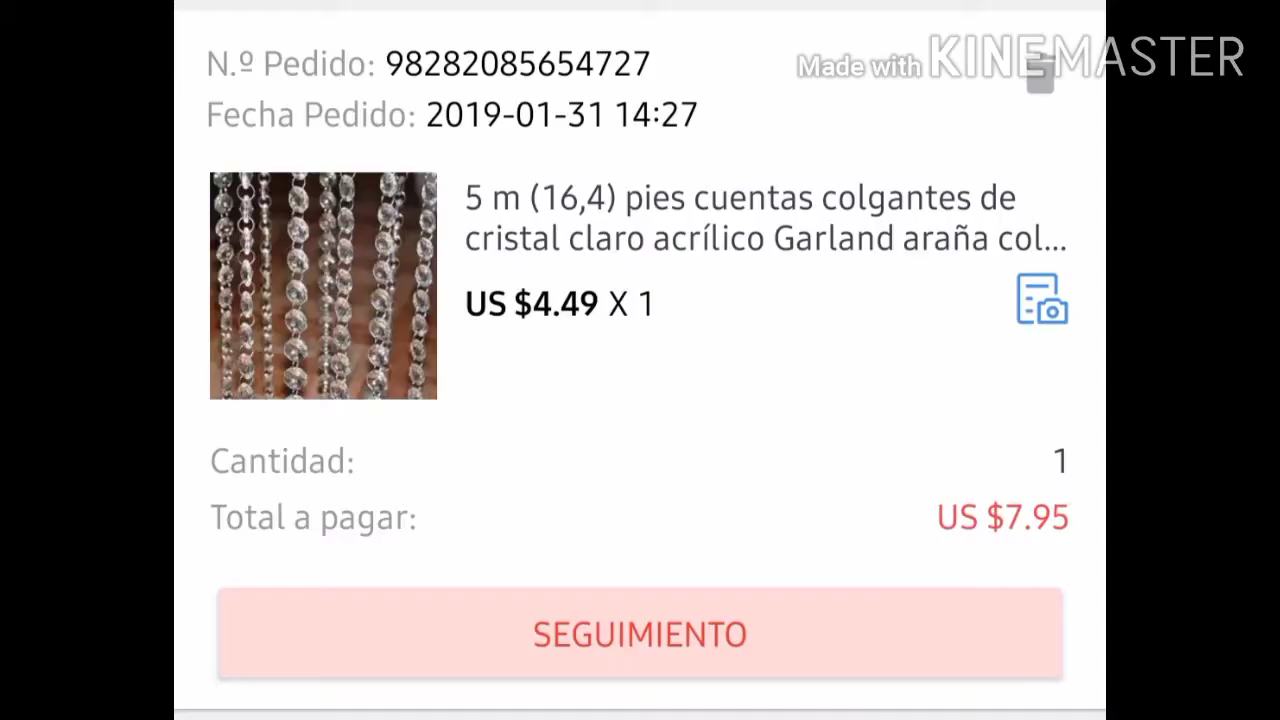 N.º Pedido: 98282085654727
Made with KINEMASTER
Fecha Pedido: 2019-01-31 14:27
5 m (16,4) pies cuentas colgantes de
cristal claro acrílico Garland araña col...
US $4.49 X 1
Cantidad: 1
Total a pagar: US $7.95
SEGUIMIENTO